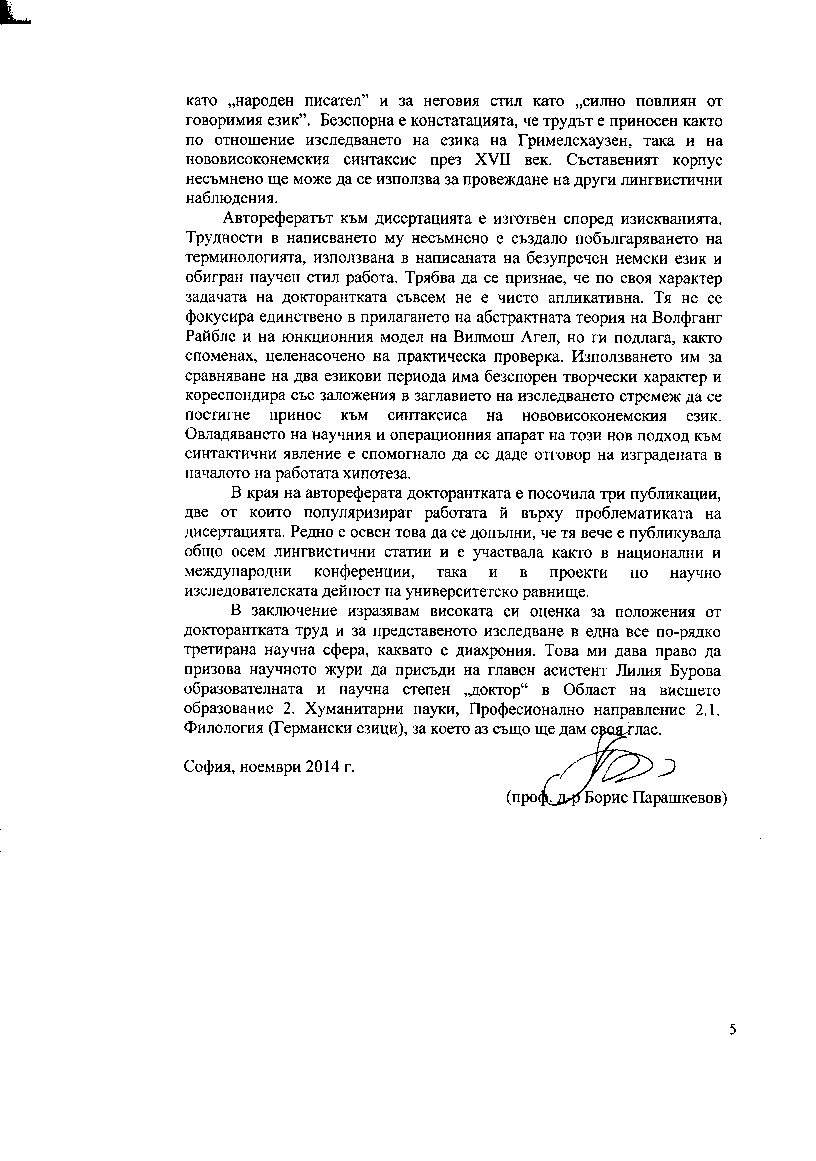 като „народен писател” и за неговия стил като „силно повлиян от
говоримия език”. Безспорна е констатацията, че трудът е приносен както
по отношение изследването на езика на Гримелсхаузен, така и на
нововисоконемския синтаксис през XVII век. Съставеният корпус
несъмнено ще може да се използва за провеждане на други лингвистични
наблюдения.
Авторефератът към дисертацията е изготвен според изискванията.
Трудности в написването му несъмнено е създало побългаряването на
терминологията, използвана в написаната на безупречен немски език и
обигран научен стил работа. Трябва да се признае, че по своя характер
задачата на докторантката съвсем не е чисто апликативна. Тя не се
фокусира единствено в прилагането на абстрактната теория на Волфганг
Райбле и на юнкционния модел на Вилмош Агел, но ги подлага, както
споменах, целенасочено на практическа проверка. Използването им за
сравняване на два езикови периода има безспорен творчески характер и
кореспондира със заложения в заглавието на изследването стремеж да се
постигне принос към синтаксиса на нововисоконемския език.
Овладяването на научния и операционния апарат на този нов подход към
синтактични явление е спомогнало да се даде отговор на изградената в
началото на работата хипотеза.
В края на автореферата докторантката е посочила три публикации,
две от които популяризират работата й върху проблематиката на
дисертацията. Редно е освен това да се допълни, че тя вече е публикувала
общо осем лингвистични статии и е участвала както в национални и
международни конференции, така и в проекти по научно
изследователската дейност на университетско равнище.
В заключение изразявам високата си оценка за положения от
докторантката труд и за представеното изследване в една все по-рядко
третирана научна сфера, каквато е диахрония. Това ми дава право да
призова научното жури да присъди на главен асистент Лилия Бурова
образователната и научна степен „доктор“ в Област на висшето
образование 2. Хуманитарни науки, Професионално направление 2.1.
Филология (Германски езици), за което аз също ще дам своя глас.
София, ноември 2014 г.
(проф. д-р Борис Парашкевов)
5